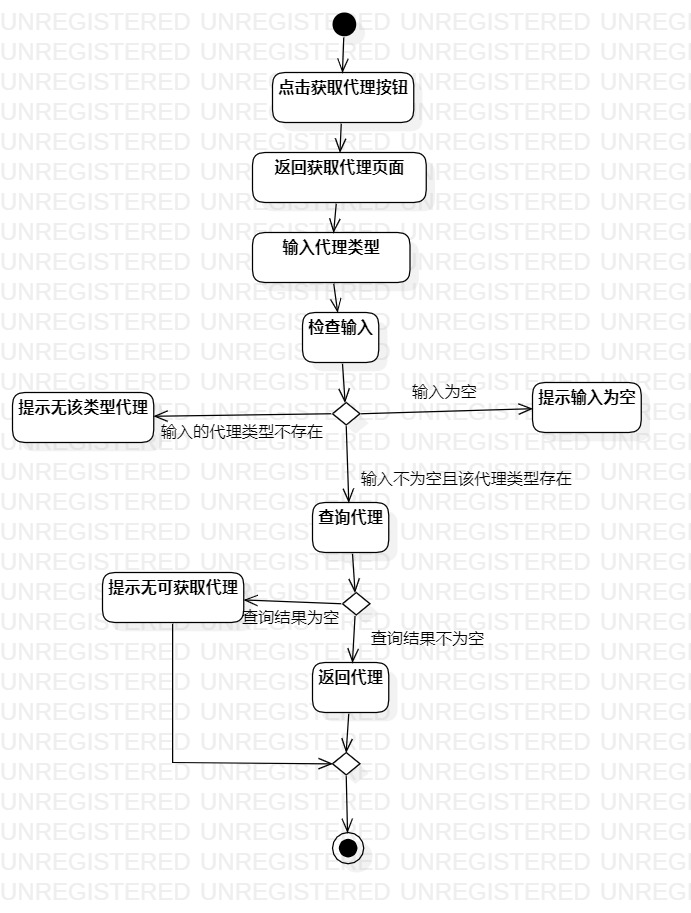 点击获取代理按钮
返回获取代理页面
输入代理类型
检查输入
输入为空
提示无该类型代理
提示输入为空
输入的代理类型不存在
输入不为空且该代理类型存在
查询代理
提示无可获取代理
查询结果为空
查询结果不为空
返回代理
UNREGISTERED